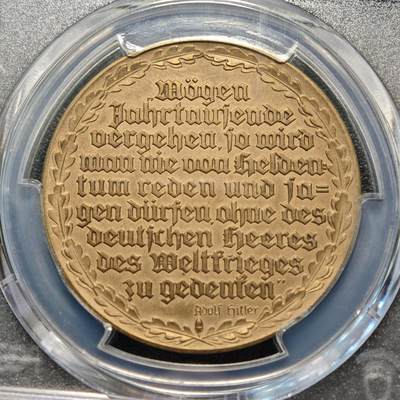 Mögen
Jahrtausende
vergehen, so wird
man nie von Helden-
tum reden und sa=
gen dürfen, ohne des
deutschen Heeres
des Weltkrieges
zu gedenken"
Adolf Hitler